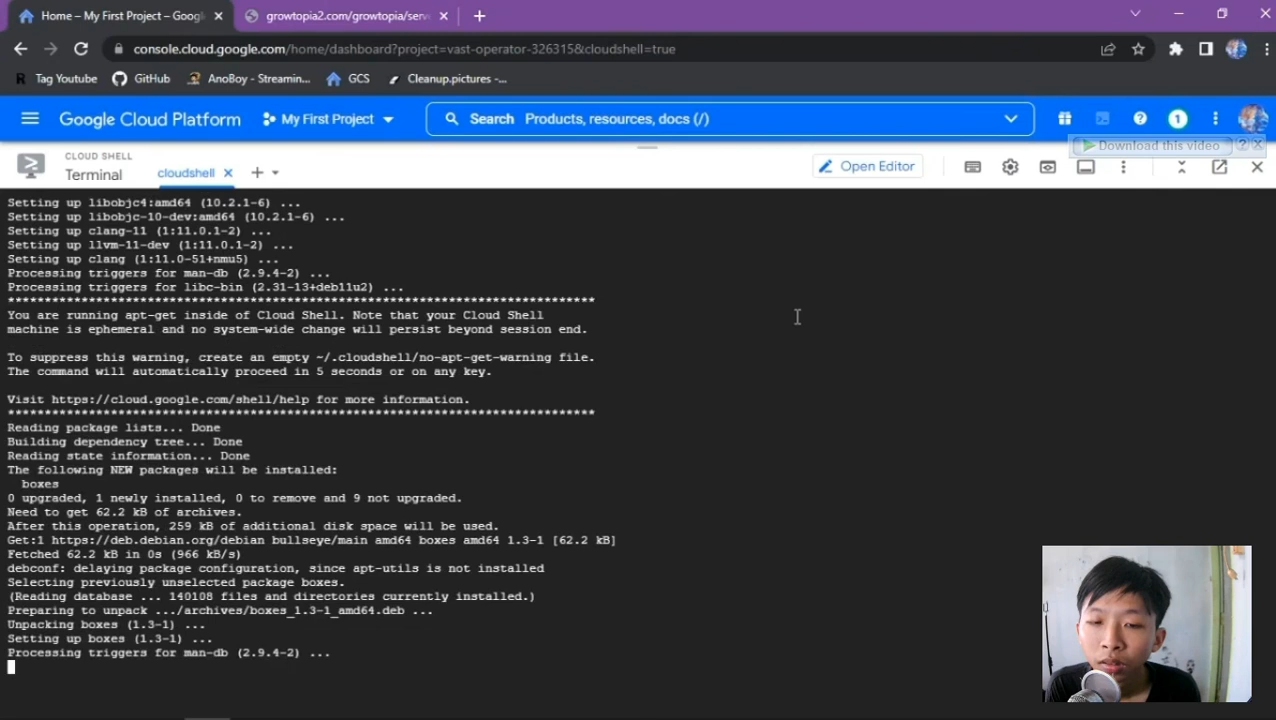 Home – My First Project – Google
growtopia2.com/growtopia/serv
console.cloud.google.com/home/dashboard?project=vast-operator-326315&cloudshell=true
Tag Youtube
GitHub
AnoBoy - Streamin...
GCS
Cleanup.pictures -...
Google Cloud Platform
My First Project
Search Products, resources, docs (/)
1
Download this video
CLOUD SHELL
Terminal
cloudshell
Open Editor
Setting up libobjc4:amd64 (10.2.1-6) ...
Setting up libobjc-10-dev:amd64 (10.2.1-6) ...
Setting up clang-11 (1:11.0.1-2) ...
Setting up llvm-11-dev (1:11.0.1-2) ...
Setting up clang (1:11.0-51+nmu5) ...
Processing triggers for man-db (2.9.4-2) ...
Processing triggers for libc-bin (2.31-13+deb11u2) ...
********************************************************************************
You are running apt-get inside of Cloud Shell. Note that your Cloud Shell
machine is ephemeral and no system-wide change will persist beyond session end.
To suppress this warning, create an empty ~/.cloudshell/no-apt-get-warning file.
The command will automatically proceed in 5 seconds or on any key.
Visit https://cloud.google.com/shell/help for more information.
********************************************************************************
Reading package lists... Done
Building dependency tree... Done
Reading state information... Done
The following NEW packages will be installed:
boxes
0 upgraded, 1 newly installed, 0 to remove and 9 not upgraded.
Need to get 62.2 kB of archives.
After this operation, 259 kB of additional disk space will be used.
Get:1 https://deb.debian.org/debian bullseye/main amd64 boxes amd64 1.3-1 [62.2 kB]
Fetched 62.2 kB in 0s (966 kB/s)
debconf: delaying package configuration, since apt-utils is not installed
Selecting previously unselected package boxes.
(Reading database ... 140108 files and directories currently installed.)
Preparing to unpack .../archives/boxes_1.3-1_amd64.deb ...
Unpacking boxes (1.3-1) ...
Setting up boxes (1.3-1) ...
Processing triggers for man-db (2.9.4-2) ...